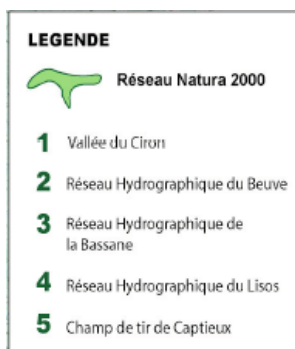 LEGENDE
Réseau Natura 2000
1 Vallée du Ciron
2 Réseau Hydrographique du Beuve
3 Réseau Hydrographique de
la Bassane
4 Réseau Hydrographique du Lisos
5 Champ de tir de Captieux